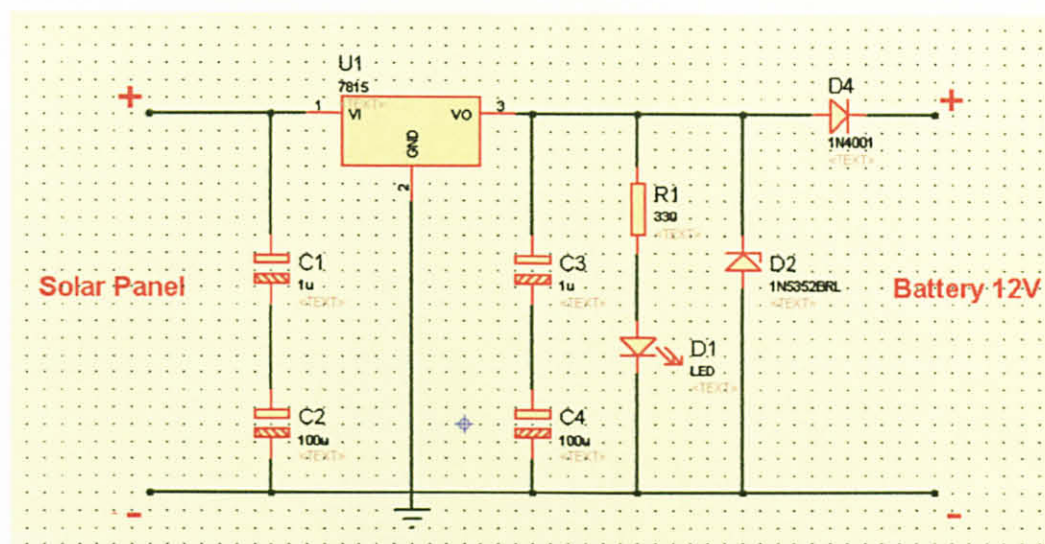 U1
7815
<TEXT>
+
1
VI
VO
3
GND
2
D4
1N4001
<TEXT>
+
R1
330
<TEXT>
C1
1u
<TEXT>
C3
1u
<TEXT>
D2
1N5352BRL
<TEXT>
Solar Panel
Battery 12V
D1
LED
<TEXT>
C2
100u
<TEXT>
C4
100u
<TEXT>
-
-